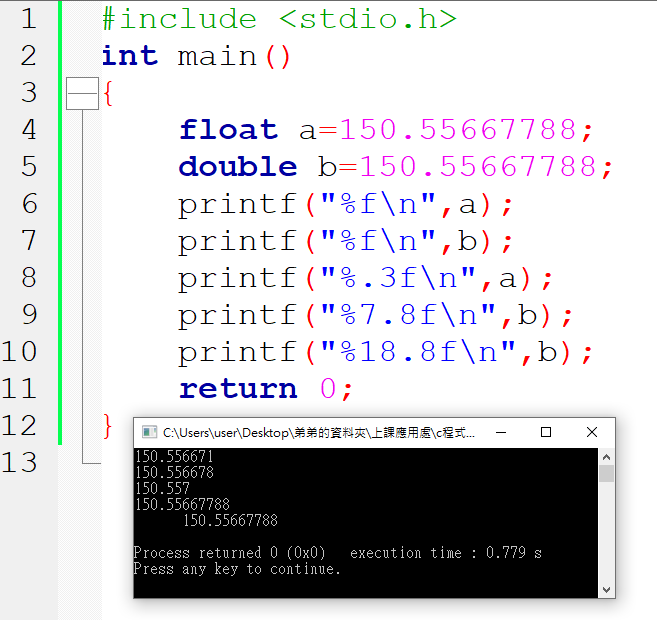 1 #include <stdio.h>
2 int main()
3 {
4     float a=150.55667788;
5     double b=150.55667788;
6     printf("%f\n",a);
7     printf("%f\n",b);
8     printf("%.3f\n",a);
9     printf("%7.8f\n",b);
10     printf("%18.8f\n",b);
11     return 0;
12 }
13
C:\Users\user\Desktop\弟弟的資料夾\上課應用處\c程式...
150.556671
150.556678
150.557
150.55667788
      150.55667788
Process returned 0 (0x0)   execution time : 0.779 s
Press any key to continue.